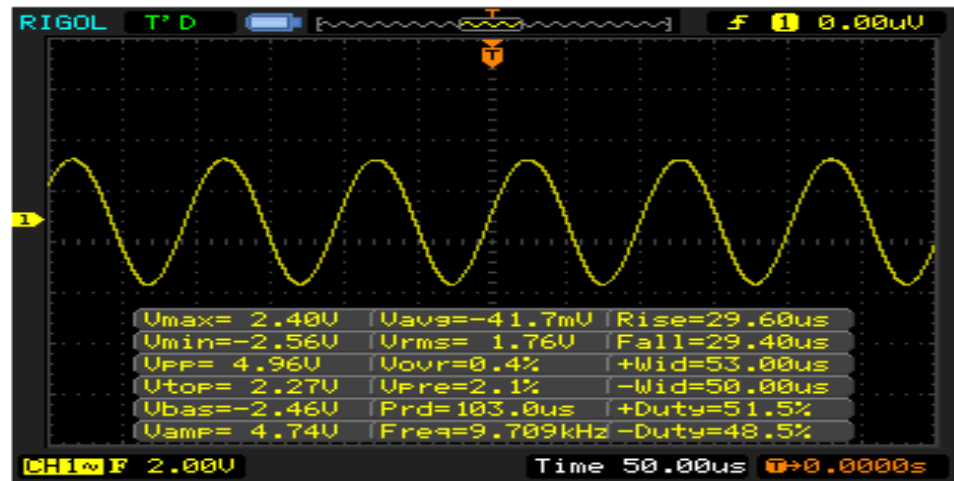 RIGOL T'D T 1 0.00uV
T
1
Vmax= 2.40V Vavg=-41.7mV Rise=29.60us
Vmin=-2.56V Vrms= 1.76V Fall=29.40us
Vpp= 4.96V Vovr=0.4% +Wid=53.00us
Vtop= 2.27V Vpre=2.1% -Wid=50.00us
Vbas=-2.46V Prd=103.0us +Duty=51.5%
Vamp= 4.74V Freq=9.709kHz -Duty=48.5%
CH1~ F 2.00V Time 50.00us T→0.0000s